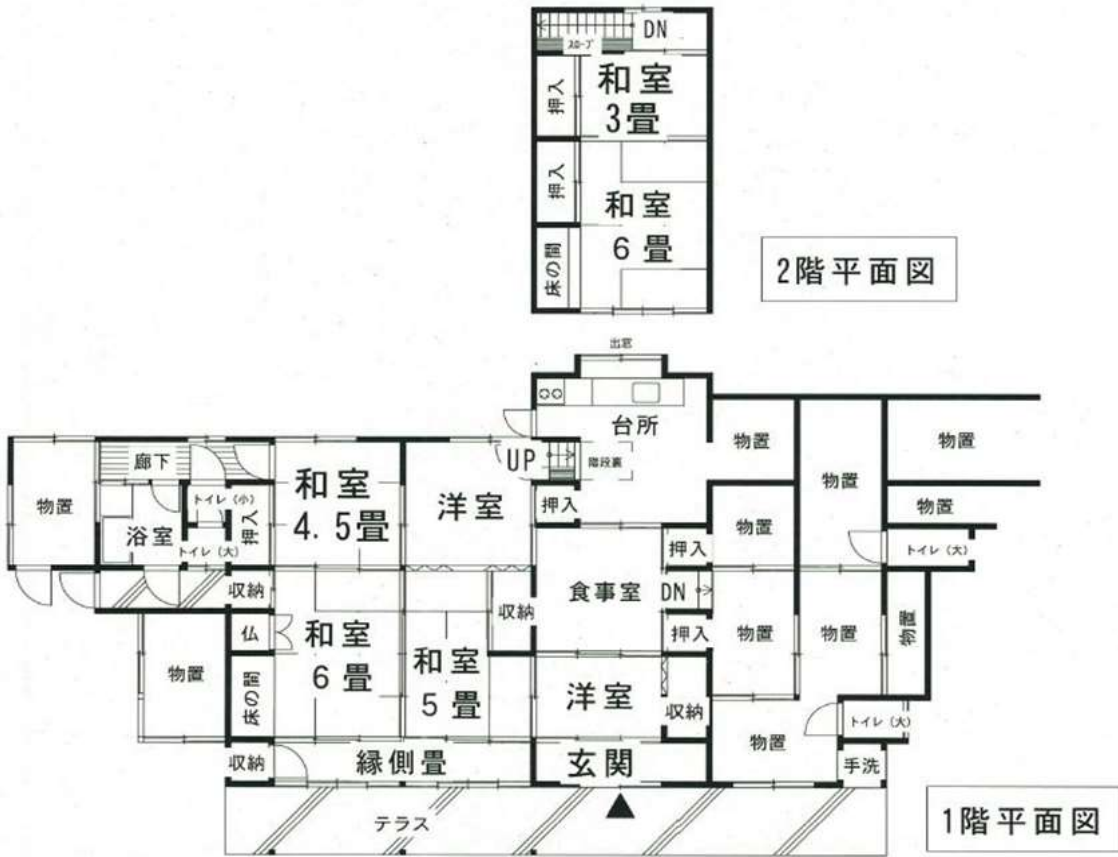 DN
スロープ
押入
和室
3畳
押入
和室
6畳
床の間
2階平面図
出窓
台所
物置
物置
廊下
UP
階段裏
物置
トイレ(小)
押入
和室
4.5畳
洋室
押入
物置
浴室
トイレ(大)
押入
物置
トイレ(大)
収納
収納
食事室
DN
仏
和室
6畳
押入
物置
物置
物置
物置
床の間
和室
5畳
洋室
収納
物置
トイレ(大)
収納
縁側畳
玄関
手洗
テラス
1階平面図
物置